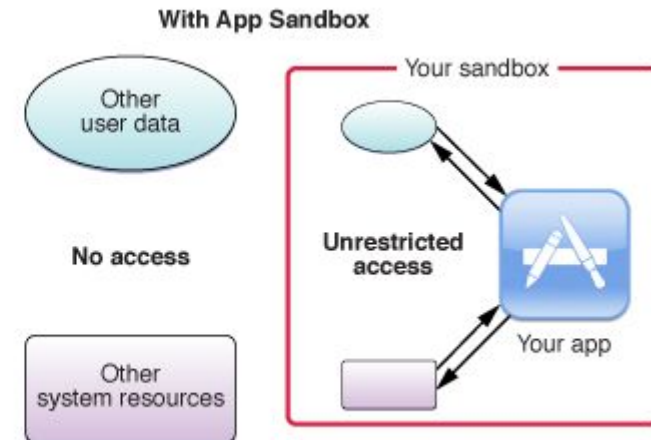 With App Sandbox
Other
user data
No access
Other
system resources
Your sandbox
Unrestricted
access
Your app